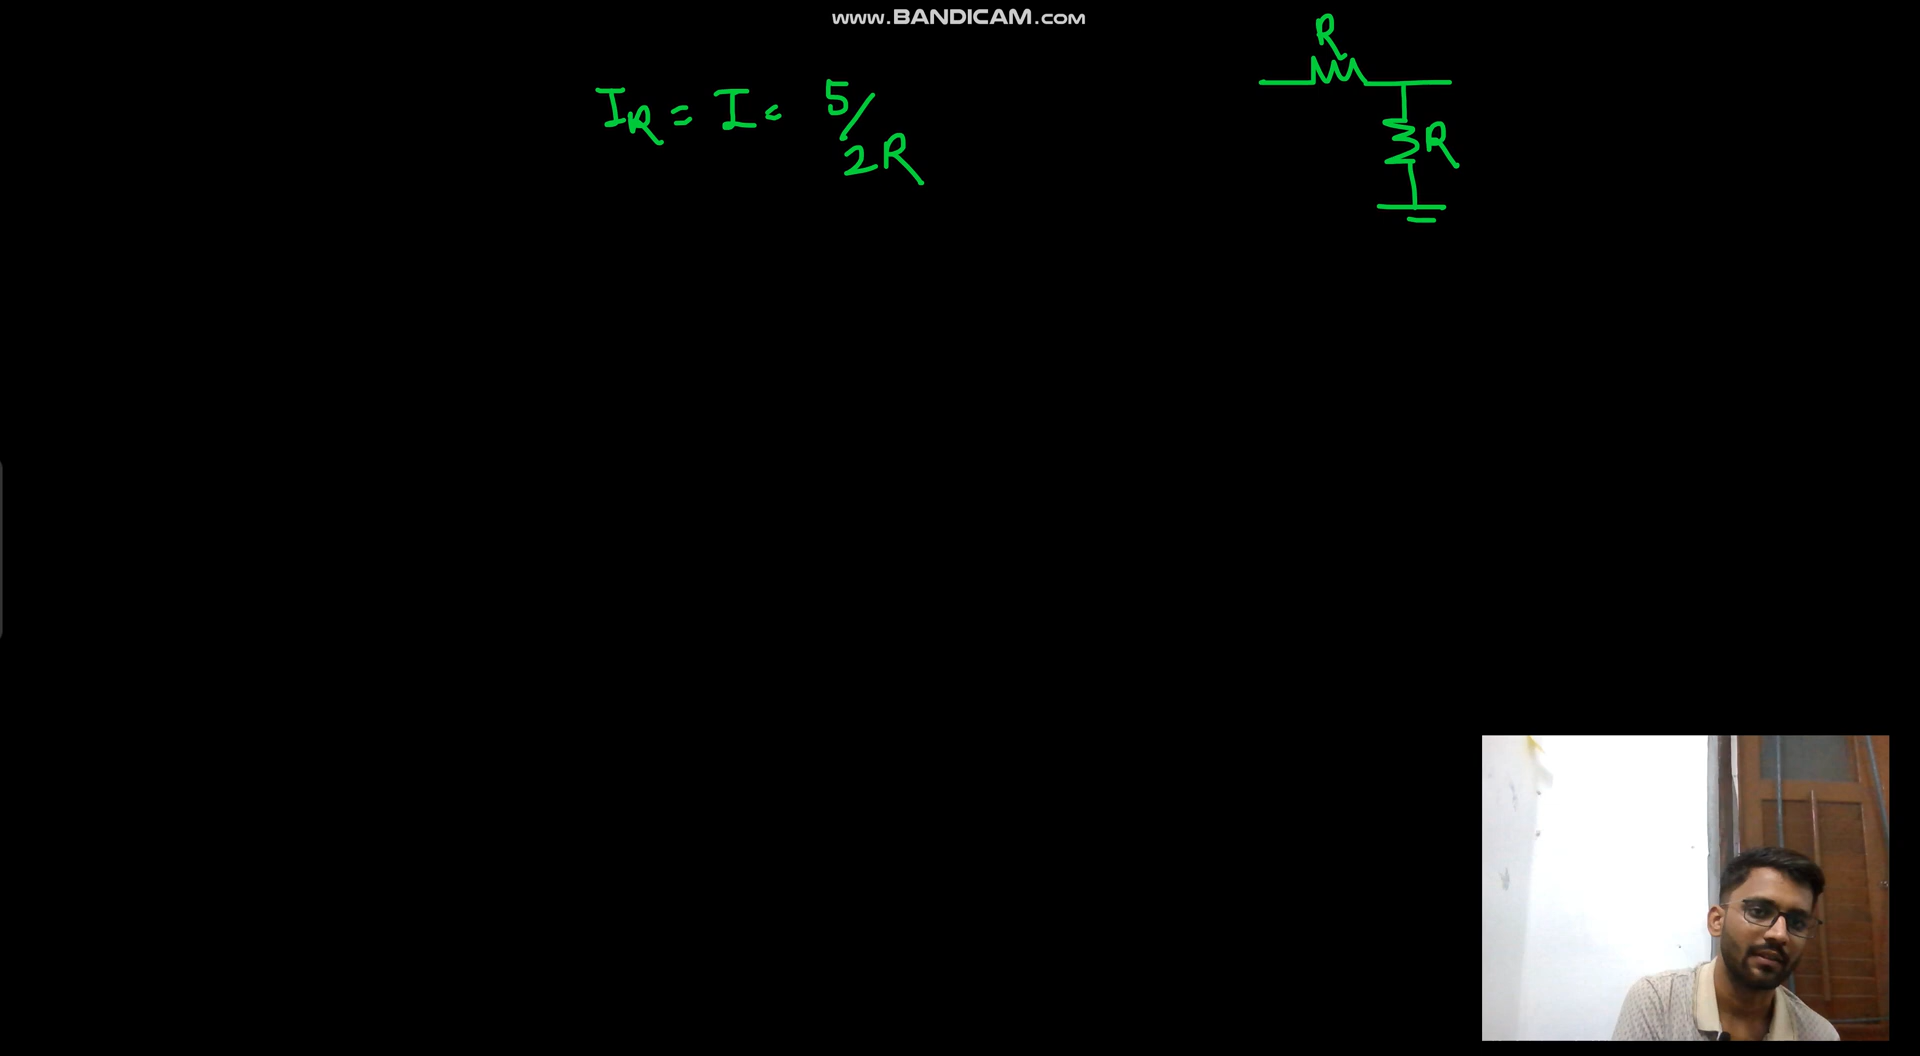 www.BANDICAM.com
R
I_R = I = 5/2R
R